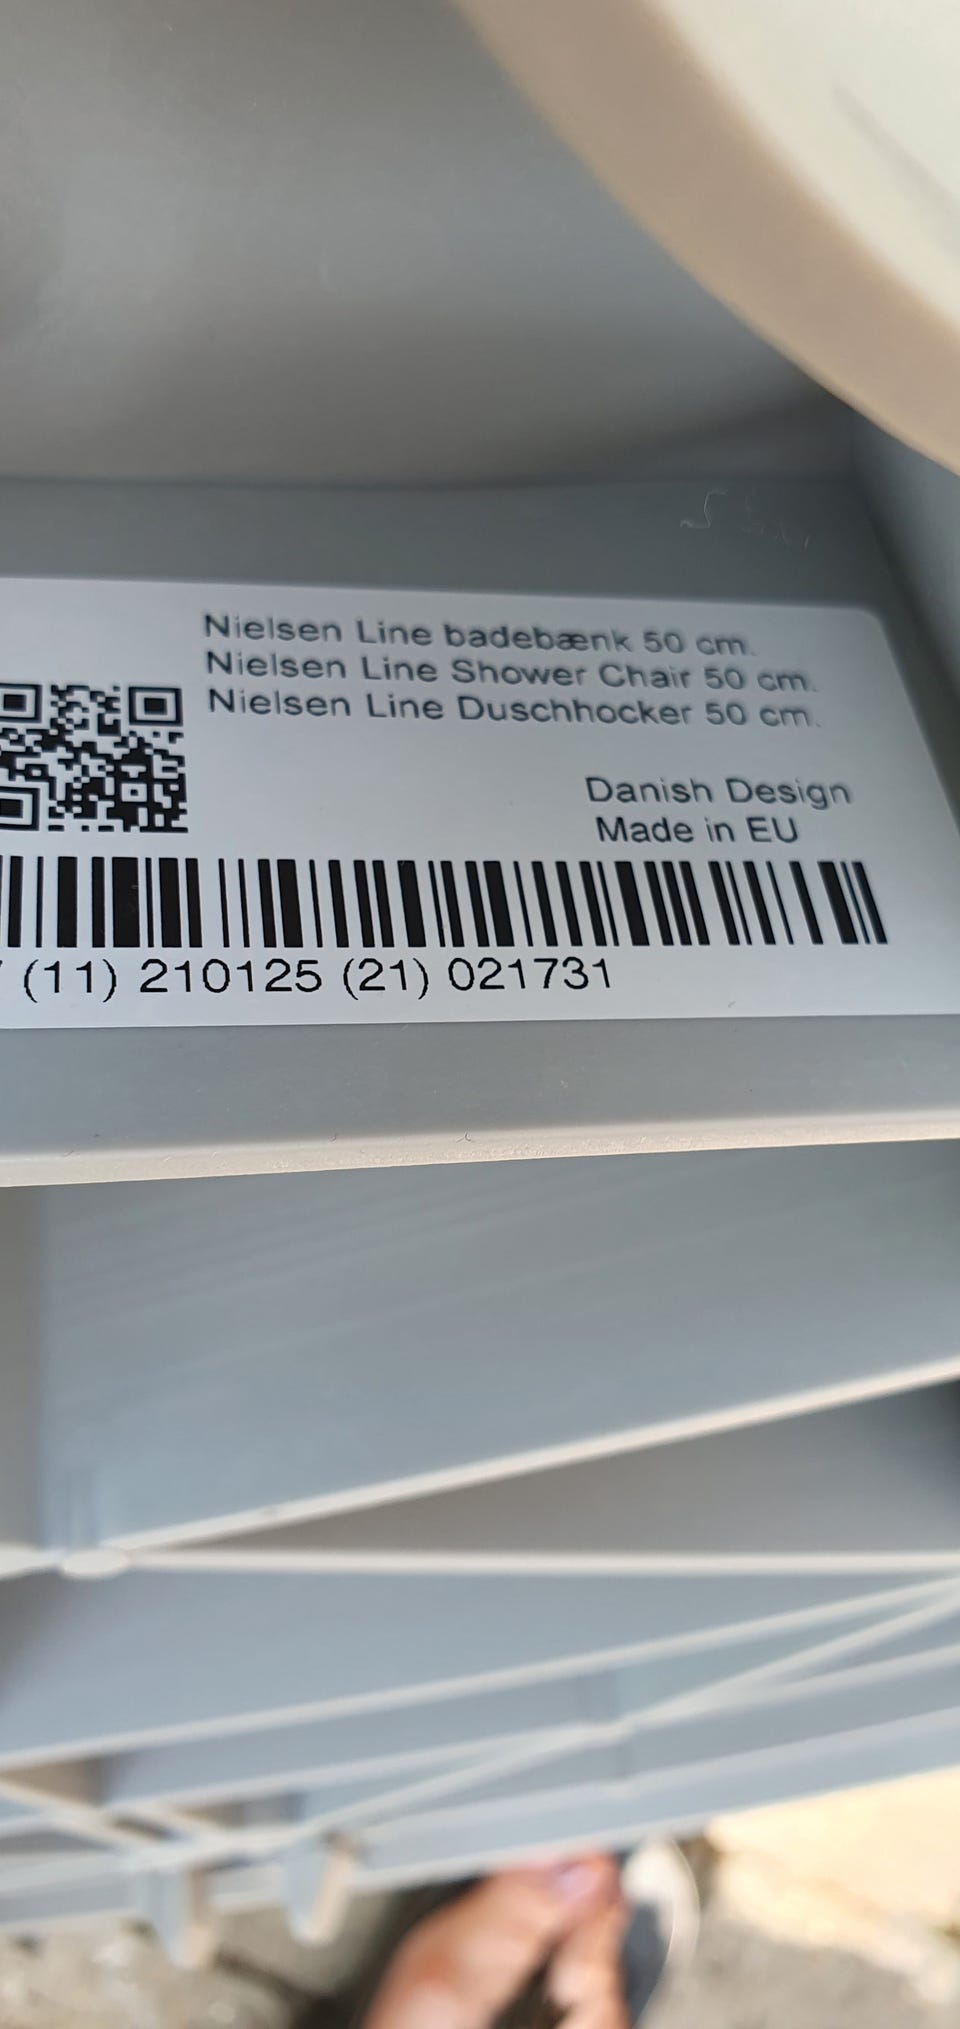 Nielsen Line badebænk 50 cm.
Nielsen Line Shower Chair 50 cm.
Nielsen Line Duschhocker 50 cm.
Danish Design
Made in EU
(11) 210125 (21) 021731